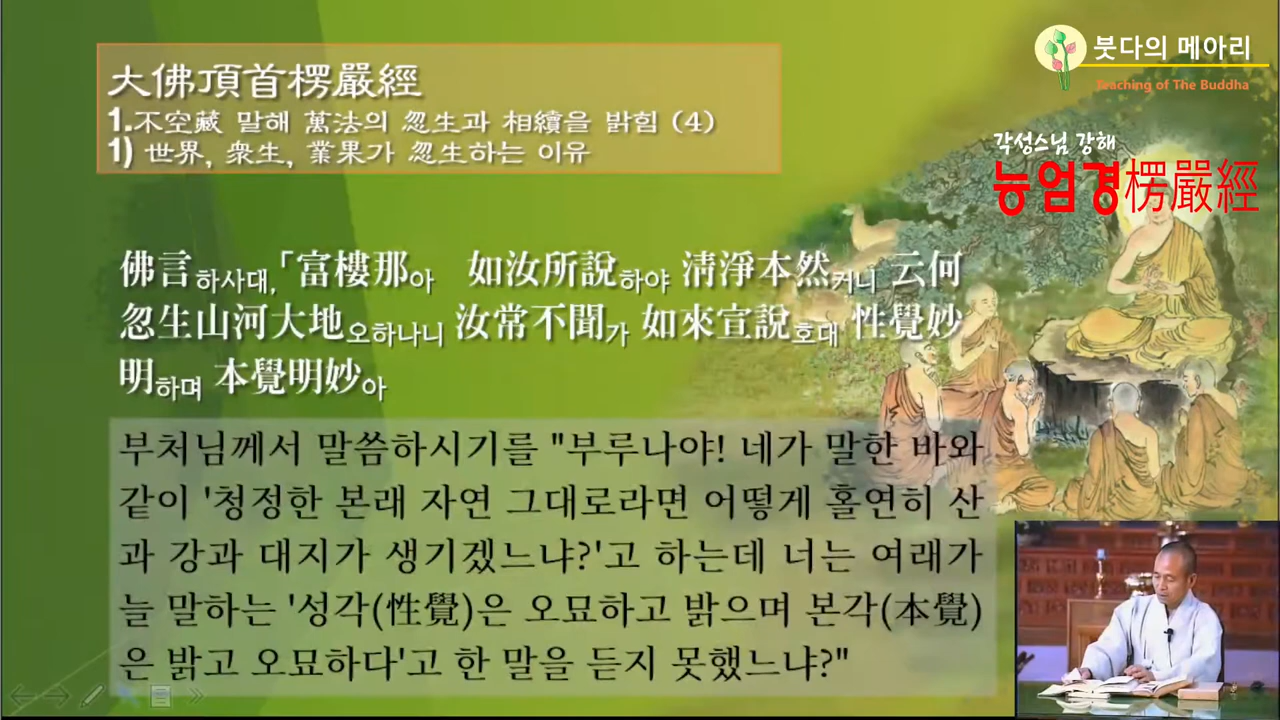 大佛頂首楞嚴經
1.不空藏 말해 萬法의 忽生과 相續을 밝힘 (4)
1) 世界, 衆生, 業果가 忽生하는 이유
붓다의 메아리
Teaching of The Buddha
각성스님 강해
능엄경楞嚴經
佛言하사대,「富樓那아 如汝所說하야 淸淨本然커니 云何
忽生山河大地오하나니 汝常不聞가 如來宣說호대 性覺妙
明하며 本覺明妙아
부처님께서 말씀하시기를 "부루나야! 네가 말한 바와
같이 '청정한 본래 자연 그대로라면 어떻게 홀연히 산
과 강과 대지가 생기겠느냐?'고 하는데 너는 여래가
늘 말하는 '성각(性覺)은 오묘하고 밝으며 본각(本覺)
은 밝고 오묘하다'고 한 말을 듣지 못했느냐?"